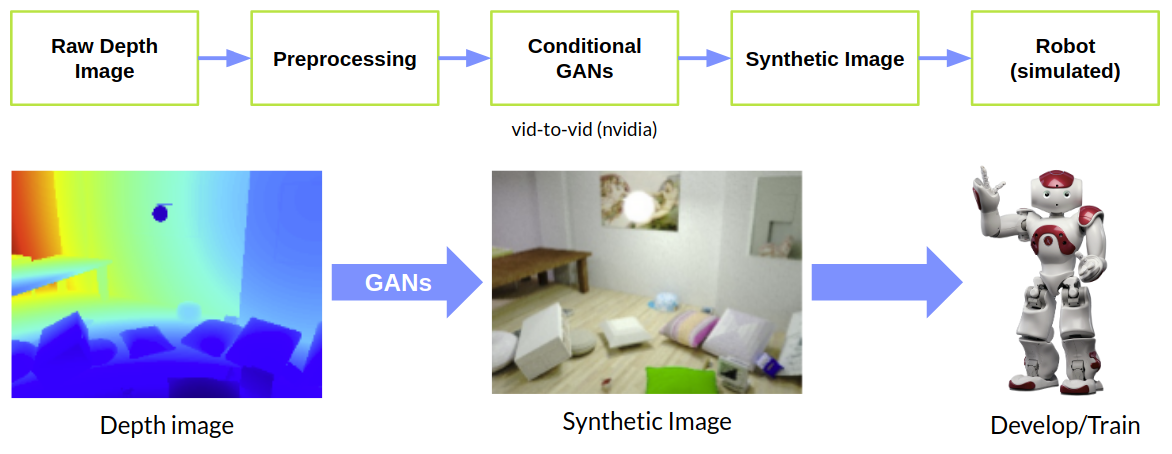 Raw Depth
Image
Preprocessing
Conditional
GANs
Synthetic Image
Robot
(simulated)
vid-to-vid (nvidia)
GANs
Depth image
Synthetic Image
Develop/Train